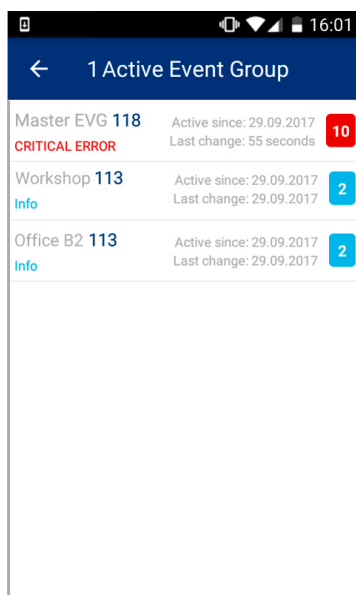 16:01
1 Active Event Group
Master EVG 118
CRITICAL ERROR
Active since: 29.09.2017
Last change: 55 seconds
10
Workshop 113
Info
Active since: 29.09.2017
Last change: 29.09.2017
2
Office B2 113
Info
Active since: 29.09.2017
Last change: 29.09.2017
2